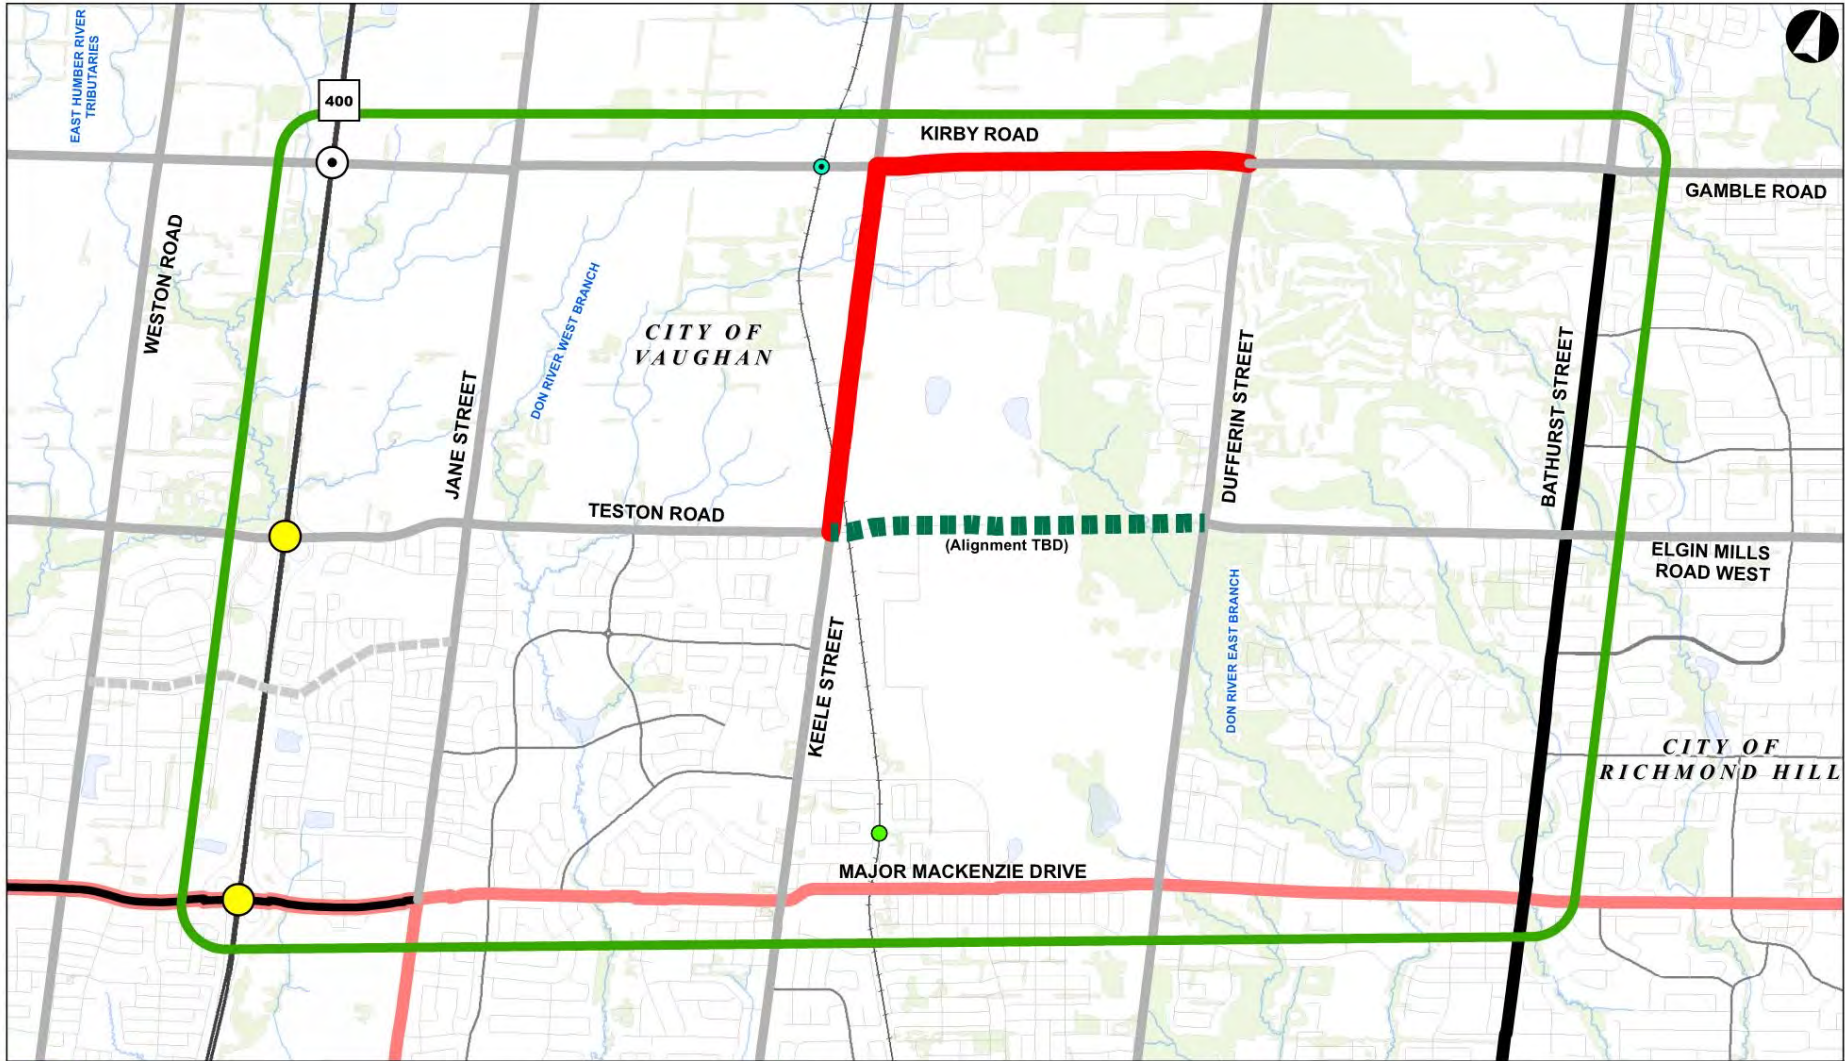 EAST HUMBER RIVER
TRIBUTARIES
400
KIRBY ROAD
GAMBLE ROAD
WESTON ROAD
DON RIVER WEST BRANCH
CITY OF
VAUGHAN
JANE STREET
DUFFERIN STREET
BATHURST STREET
TESTON ROAD
(Alignment TBD)
ELGIN MILLS
ROAD WEST
KEELE STREET
DON RIVER EAST BRANCH
CITY OF
RICHMOND HILL
MAJOR MACKENZIE DRIVE